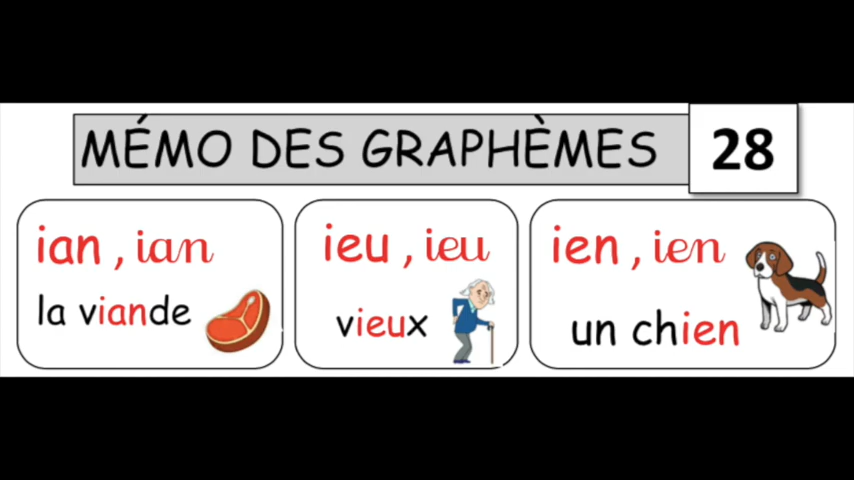 MÉMO DES GRAPHÈMES 28
ian , ian
la viande
ieu , ieu
vieux
ien , ien
un chien